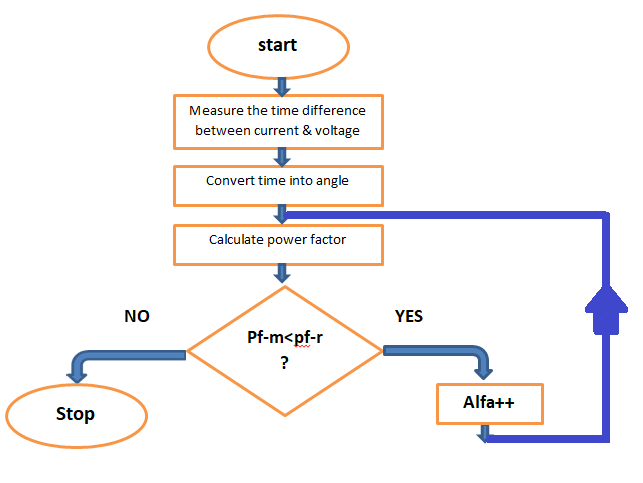 start
Measure the time difference
between current & voltage
Convert time into angle
Calculate power factor
NO
YES
Pf-m<pf-r
?
Stop
Alfa++